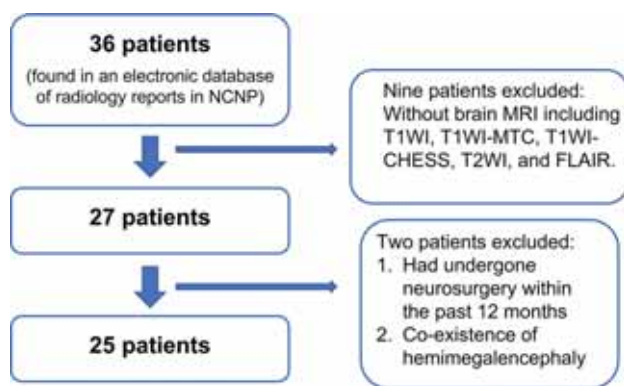 36 patients
(found in an electronic database
of radiology reports in NCNP)
Nine patients excluded:
Without brain MRI including
T1WI, T1WI-MTC, T1WI-
CHESS, T2WI, and FLAIR.
27 patients
Two patients excluded:
1. Had undergone
neurosurgery within
the past 12 months
2. Co-existence of
hemimegalencephaly
25 patients